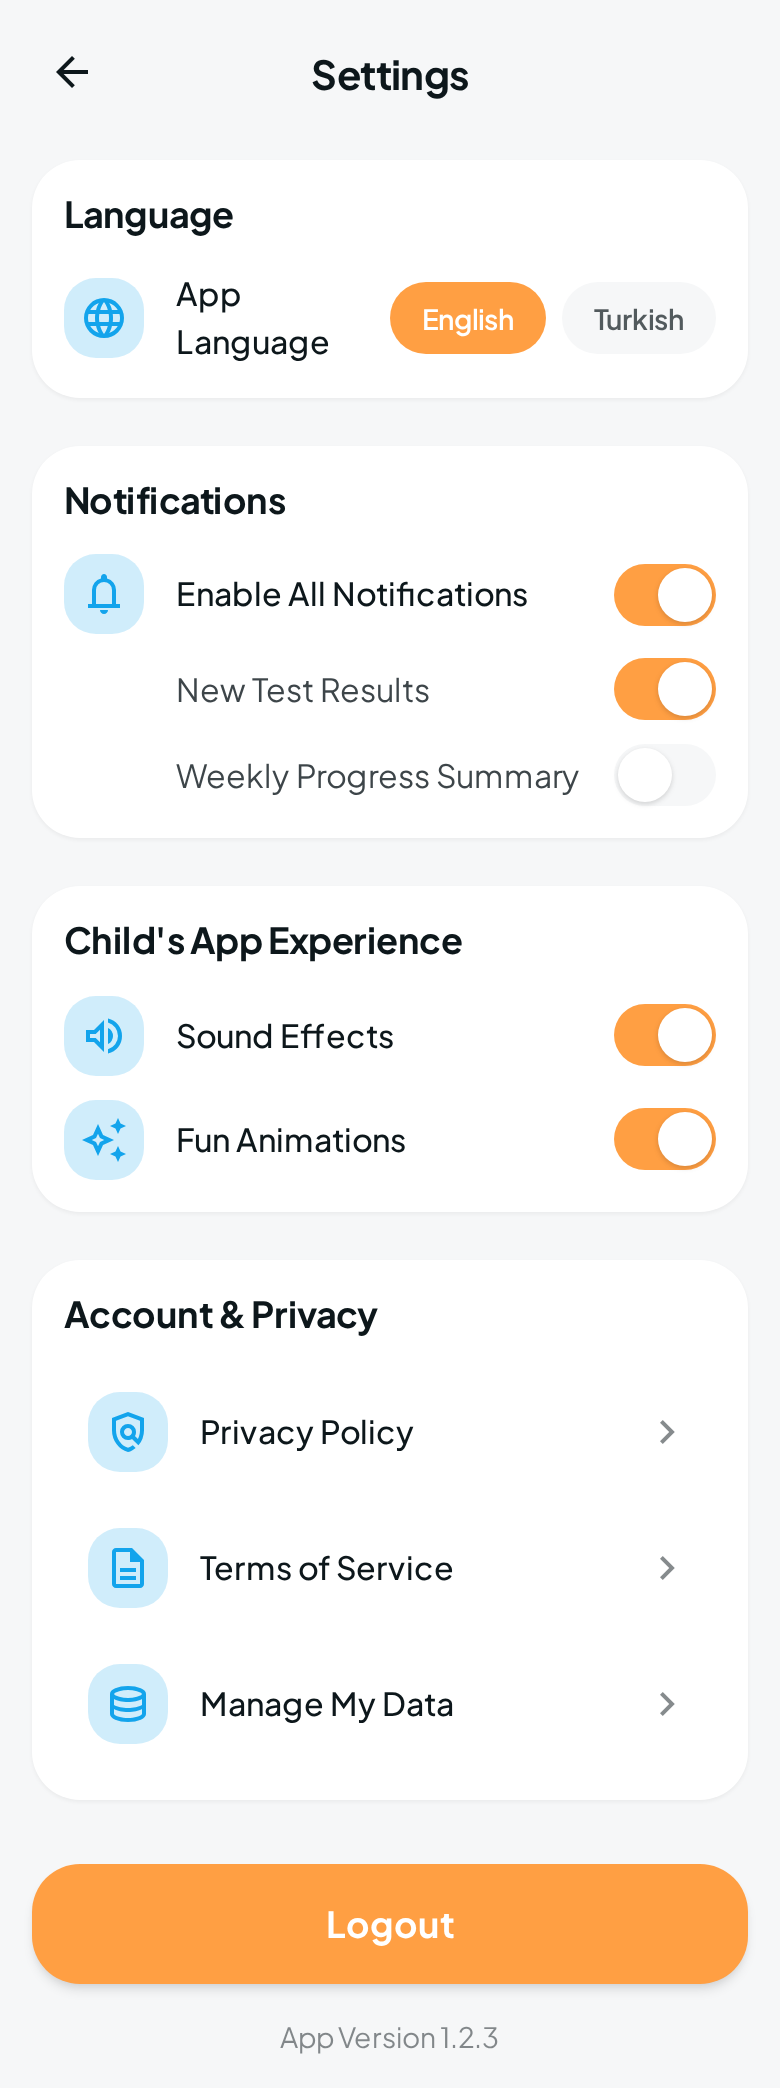 Settings
Language
App
Language
English
Turkish
Notifications
Enable All Notifications
New Test Results
Weekly Progress Summary
Child's App Experience
Sound Effects
Fun Animations
Account & Privacy
Privacy Policy
Terms of Service
Manage My Data
Logout
App Version 1.2.3